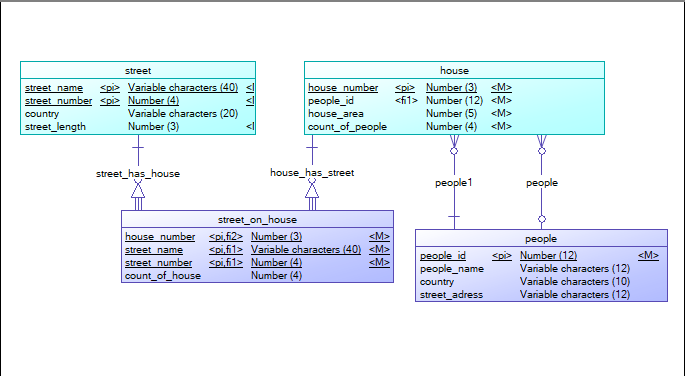 street
street_name <pi> Variable characters (40) <I
street_number <pi> Number (4) <I
country Variable characters (20)
street_length Number (3) <I
house
house_number <pi> Number (3) <M>
people_id <fi1> Number (12) <M>
house_area Number (5) <M>
count_of_people Number (4) <M>
street_has_house
house_has_street
people1
people
street_on_house
house_number <pi,fi2> Number (3) <M>
street_name <pi,fi1> Variable characters (40) <M>
street_number <pi,fi1> Number (4) <M>
count_of_house Number (4)
people
people_id <pi> Number (12) <M>
people_name Variable characters (12)
country Variable characters (10)
street_adress Variable characters (12)